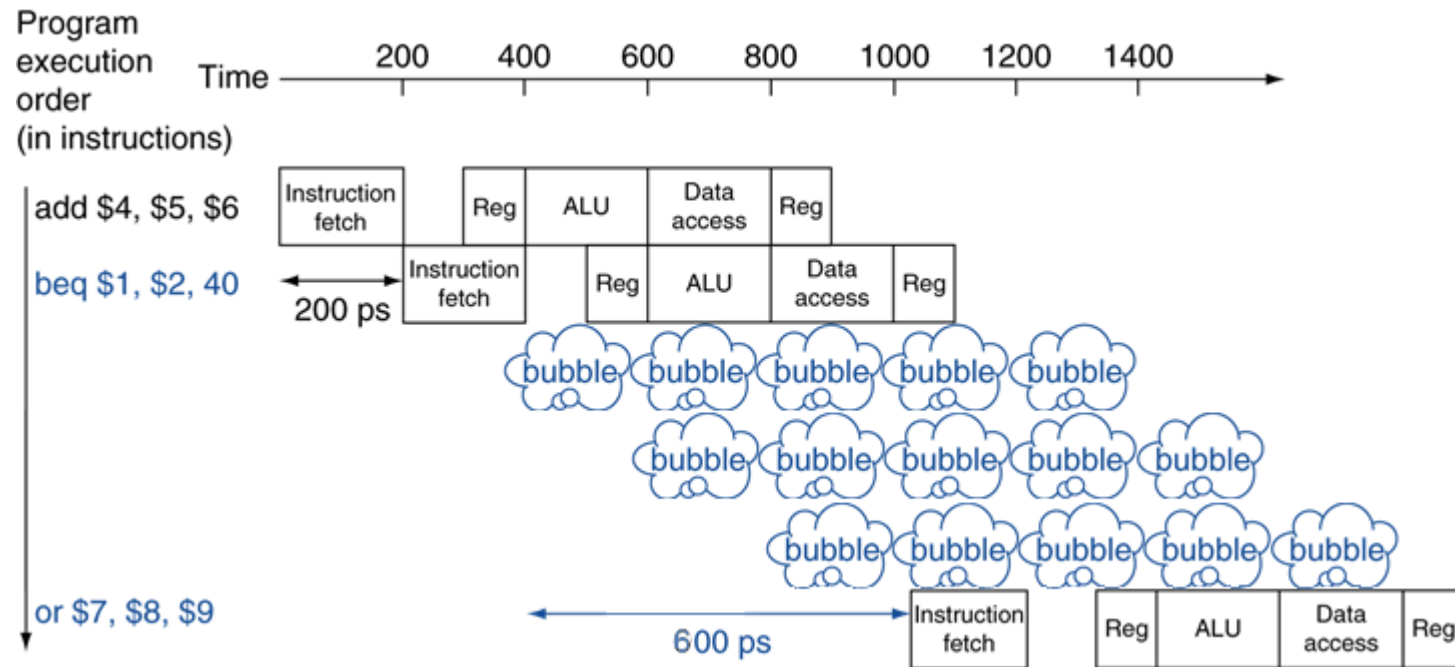 Program
execution
order
(in instructions)
Time
200 400 600 800 1000 1200 1400
add $4, $5, $6
Instruction
fetch
Reg
ALU
Data
access
Reg
beq $1, $2, 40
200 ps
Instruction
fetch
Reg
ALU
Data
access
Reg
bubble bubble bubble bubble bubble
bubble bubble bubble bubble bubble
bubble bubble bubble bubble bubble
or $7, $8, $9
600 ps
Instruction
fetch
Reg
ALU
Data
access
Reg